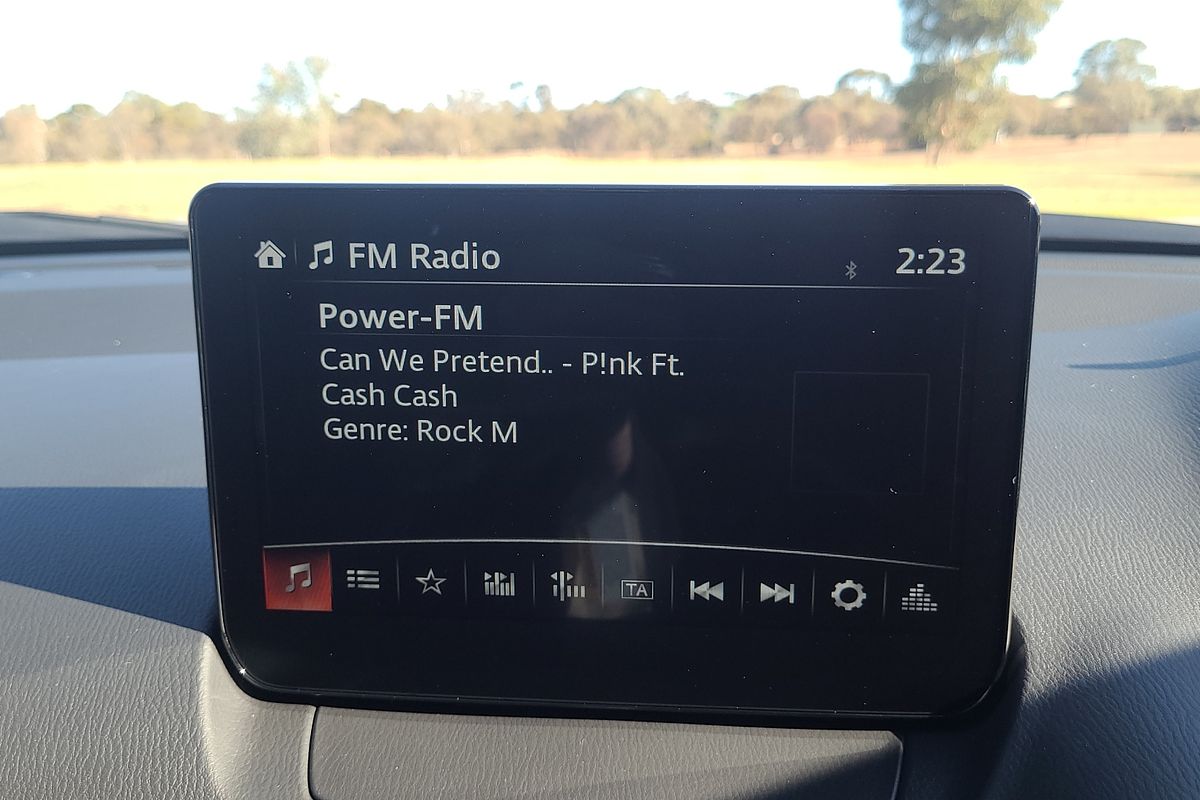 FM Radio
2:23
Power-FM
Can We Pretend.. - P!nk Ft.
Cash Cash
Genre: Rock M
TA